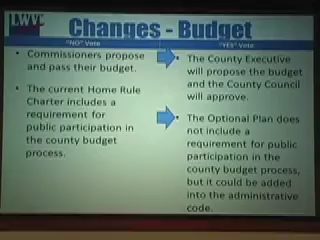 LWV
Changes - Budget
"NO" Vote
"YES" Vote
• Commissioners propose
and pass their budget.
• The current Home Rule
Charter includes a
requirement for
public participation in
the county budget
process.
• The County Executive
will propose the budget
and the County Council
will approve.
• The Optional Plan does
not include a
requirement for public
participation in the
county budget process,
but it could be added
into the administrative
code.